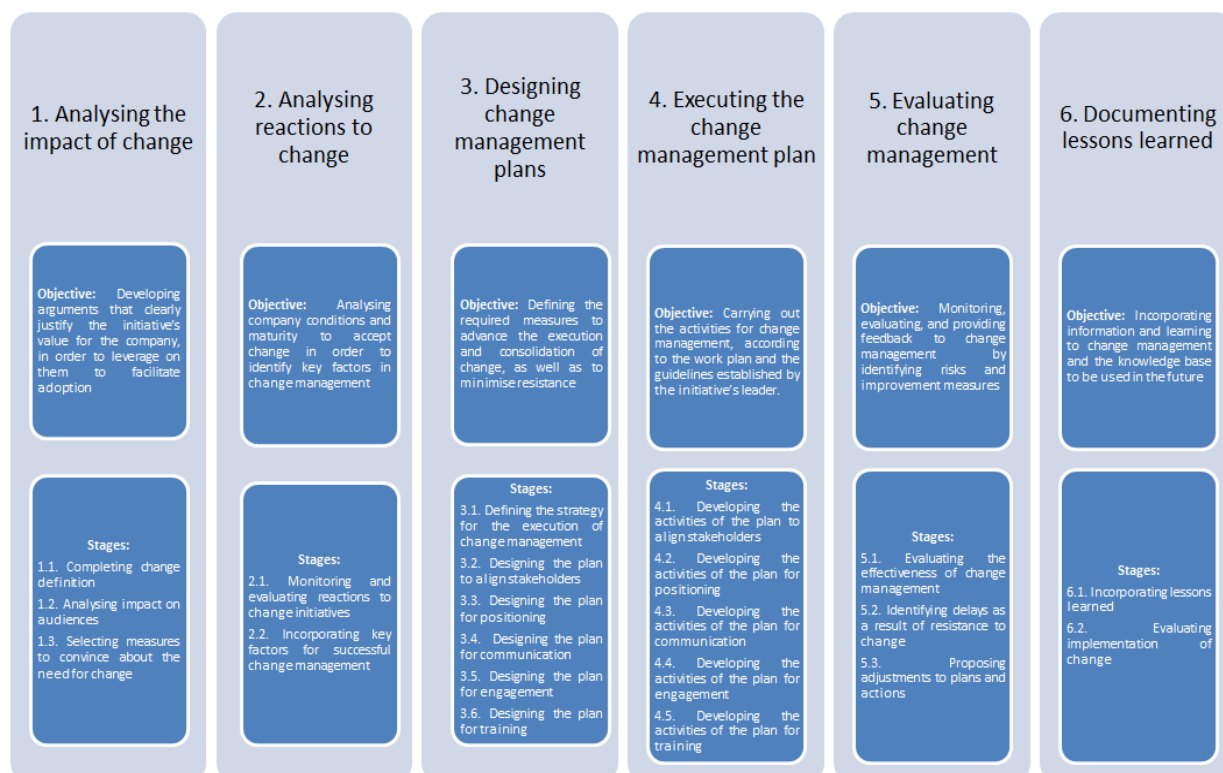 1. Analysing the
impact of change
Objective: Developing
arguments that clearly
justify the initiative's
value for the company,
in order to leverage on
them to facilitate
adoption
Stages:
1.1. Completing change
definition
1.2. Analysing impact on
audiences
1.3. Selecting measures
to convince about the
need for change
2. Analysing
reactions to
change
Objective: Analysing
company conditions and
maturity to accept
change in order to
identify key factors in
change management
Stages:
2.1. Monitoring and
evaluating reactions to
change initiatives
2.2. Incorporating key
factors for successful
change management
3. Designing
change
management
plans
Objective: Defining the
required measures to
advance the execution
and consolidation of
change, as well as to
minimise resistance
Stages:
3.1. Defining the strategy
for the execution of
change management
3.2. Designing the plan
to align stakeholders
3.3. Designing the plan
for positioning
3.4. Designing the plan
for communication
3.5. Designing the plan
for engagement
3.6. Designing the plan
for training
4. Executing the
change
management plan
Objective: Carrying out
the activities for change
management, according
to the work plan and the
guidelines established by
the initiative's leader.
Stages:
4.1. Developing the
activities of the plan to
align stakeholders
4.2. Developing the
activities of the plan for
positioning
4.3. Developing the
activities of the plan for
communication
4.4. Developing the
activities of the plan for
engagement
4.5. Developing the
activities of the plan for
training
5. Evaluating
change
management
Objective: Monitoring,
evaluating, and providing
feedback to change
management by
identifying risks and
improvement measures
Stages:
5.1. Evaluating the
effectiveness of change
management
5.2. Identifying delays as
a result of resistance to
change
5.3. Proposing
adjustments to plans and
actions
6. Documenting
lessons learned
Objective: Incorporating
information and learning
to change management
and the knowledge base
to be used in the future
Stages:
6.1. Incorporating lessons
learned
6.2. Evaluating
implementation of
change